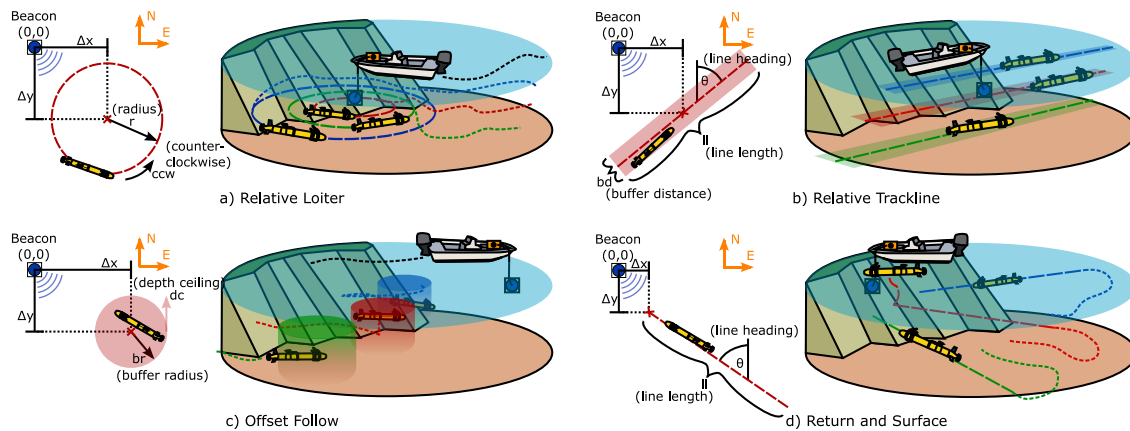 Beacon
(0,0)
Δx
N
E
Δy
(radius)
r
(counter-
clockwise)
ccw
a) Relative Loiter
Beacon
(0,0)
Δx
N
E
(line heading)
θ
Δy
ll
(line length)
bd
(buffer distance)
b) Relative Trackline
Beacon
(0,0)
Δx
N
E
(depth ceiling)
dc
Δy
br
(buffer radius)
c) Offset Follow
Beacon
(0,0)
Δx
N
E
Δy
(line heading)
θ
ll
(line length)
d) Return and Surface